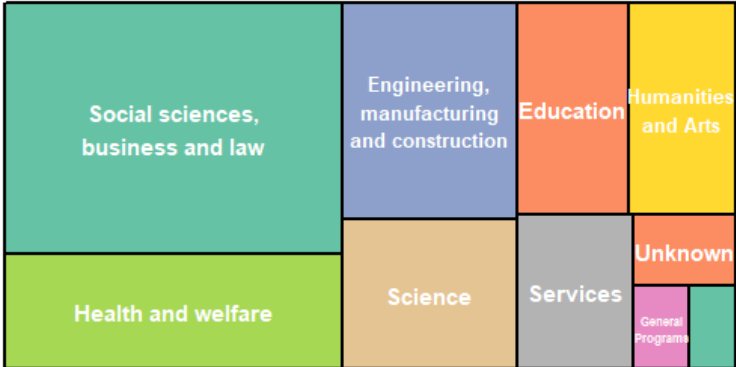 Social sciences,
business and law
Health and welfare
Engineering,
manufacturing
and construction
Science
Education
Humanities
and Arts
Services
Unknown
General
Programs